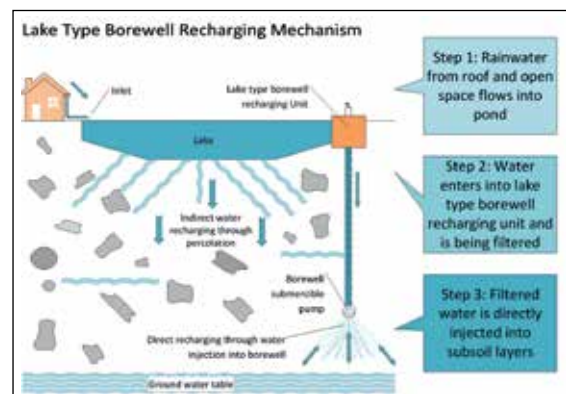 Lake Type Borewell Recharging Mechanism
Inlet
Lake type borewell
recharging Unit
Lake
Indirect water
recharging through
percolation
Borewell
submercible
pump
Direct recharging through water
injection into borewell
Ground water table
Step 1: Rainwater
from roof and open
space flows into
pond
Step 2: Water
enters into lake
type borewell
recharging unit and
is being filtered
Step 3: Filtered
water is directly
injected into
subsoil layers